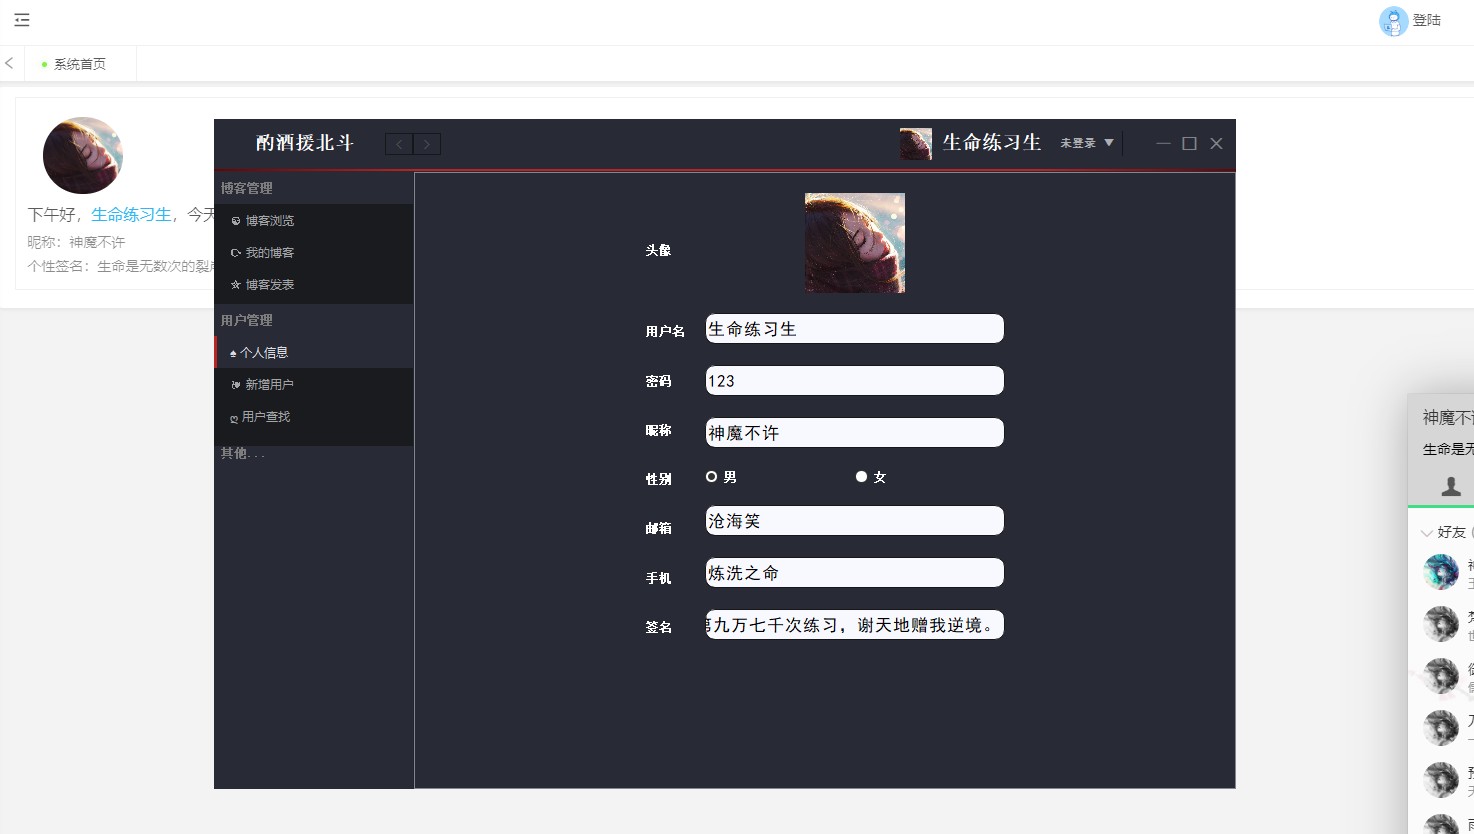 登陆
系统首页
下午好，生命练习生，今天
昵称：神魔不许
个性签名：生命是无数次的裂
酌酒援北斗
生命练习生 未登录
博客管理
博客浏览
我的博客
博客发表
用户管理
个人信息
新增用户
用户查找
其他...
头像
用户名 生命练习生
密码 123
昵称 神魔不许
性别 男 女
邮箱 沧海笑
手机 炼洗之命
签名 第九万七千次练习，谢天地赠我逆境。
神魔不许
生命是无
好友 (